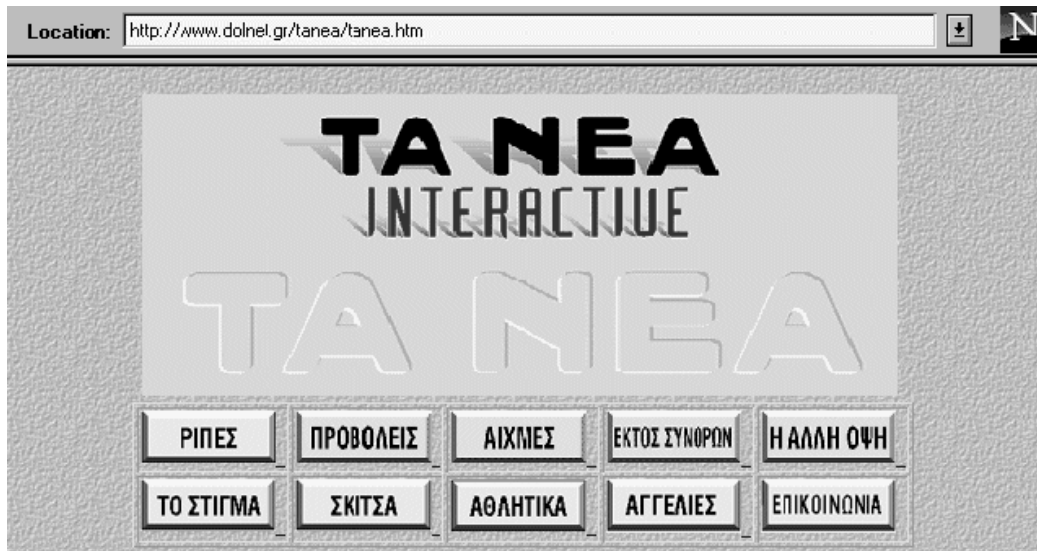 Location: http://www.dolnel.gr/tanea/tanea.htm N
ΤΑ ΝΕΑ
INTERACTIVE
ΤΑ ΝΕΑ
ΡΙΠΕΣ ΠΡΟΒΟΛΕΙΣ ΑΙΧΜΕΣ ΕΚΤΟΣ ΣΥΝΟΡΩΝ Η ΑΛΛΗ ΟΨΗ
ΤΟ ΣΤΙΓΜΑ ΣΚΙΤΣΑ ΑΘΛΗΤΙΚΑ ΑΓΓΕΛΙΕΣ ΕΠΙΚΟΙΝΩΝΙΑ